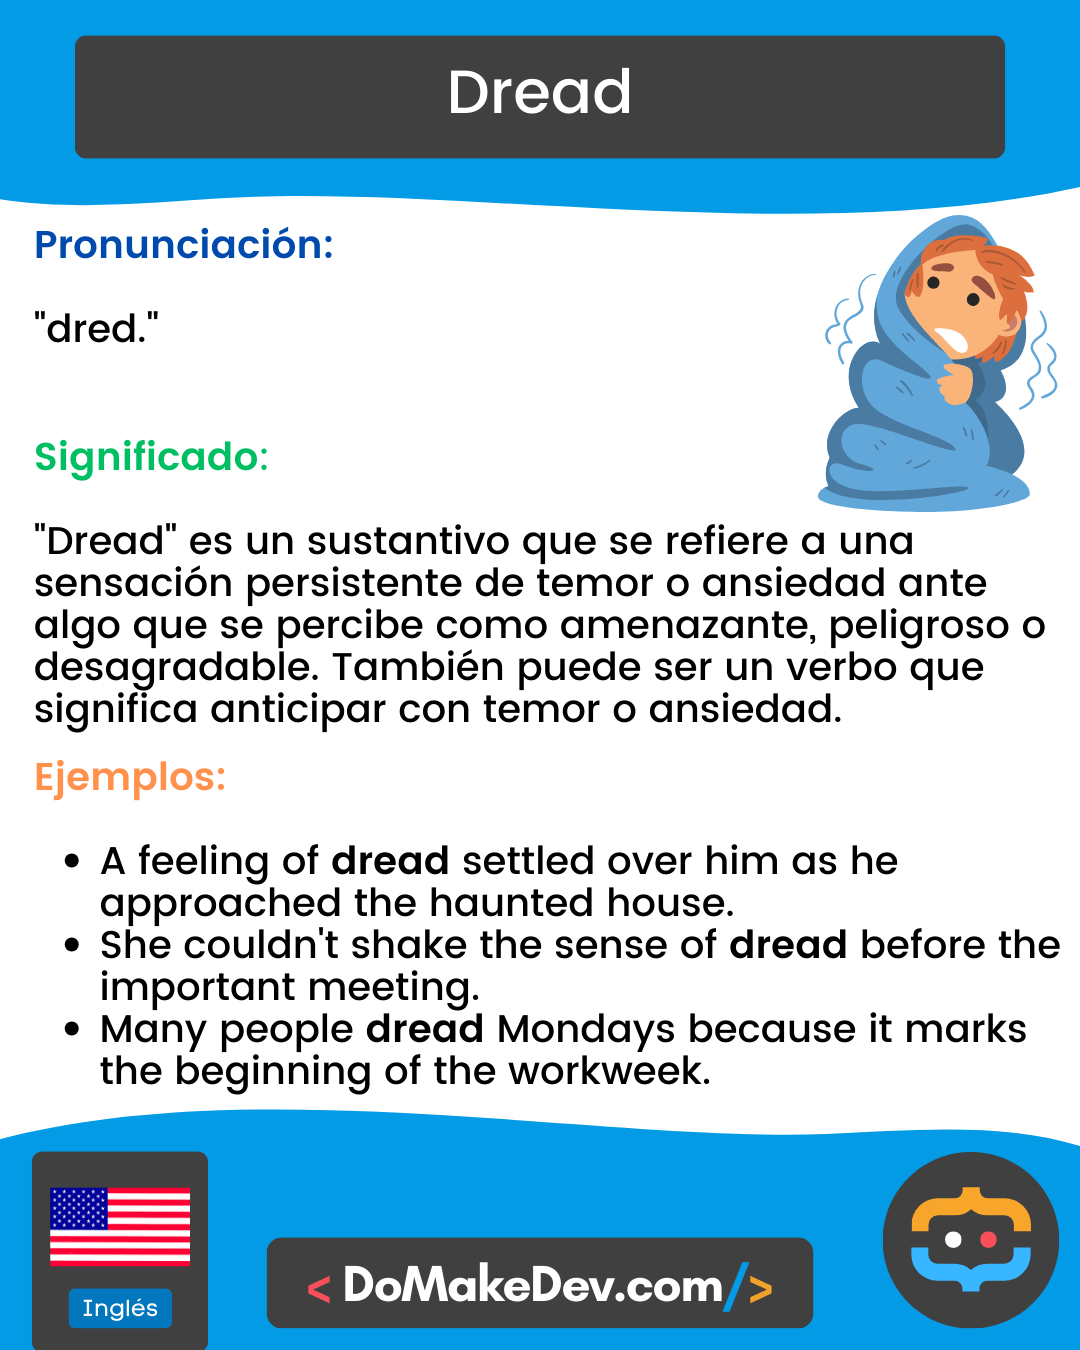 Dread
Pronunciación:
"dred."
Significado:
"Dread" es un sustantivo que se refiere a una
sensación persistente de temor o ansiedad ante
algo que se percibe como amenazante, peligroso o
desagradable. También puede ser un verbo que
significa anticipar con temor o ansiedad.
Ejemplos:
• A feeling of dread settled over him as he
approached the haunted house.
• She couldn't shake the sense of dread before the
important meeting.
• Many people dread Mondays because it marks
the beginning of the workweek.
Inglés
< DoMakeDev.com/>